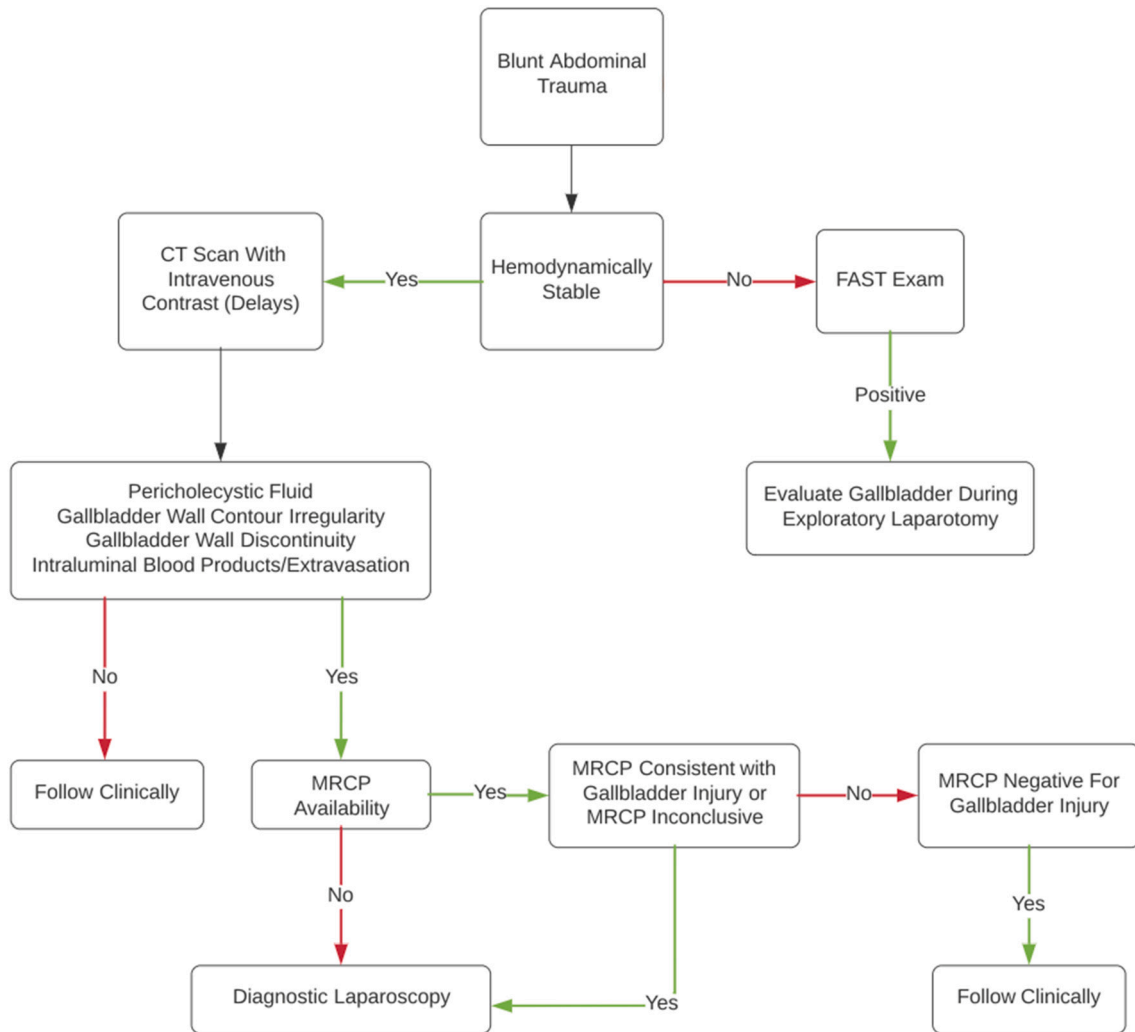 Blunt Abdominal
Trauma
CT Scan With
Intravenous
Contrast (Delays)
Yes
Hemodynamically
Stable
No
FAST Exam
Positive
Pericholecystic Fluid
Gallbladder Wall Contour Irregularity
Gallbladder Wall Discontinuity
Intraluminal Blood Products/Extravasation
Evaluate Gallbladder During
Exploratory Laparotomy
No
Yes
Follow Clinically
MRCP
Availability
Yes
MRCP Consistent with
Gallbladder Injury or
MRCP Inconclusive
No
MRCP Negative For
Gallbladder Injury
No
Yes
Diagnostic Laparoscopy
Yes
Follow Clinically